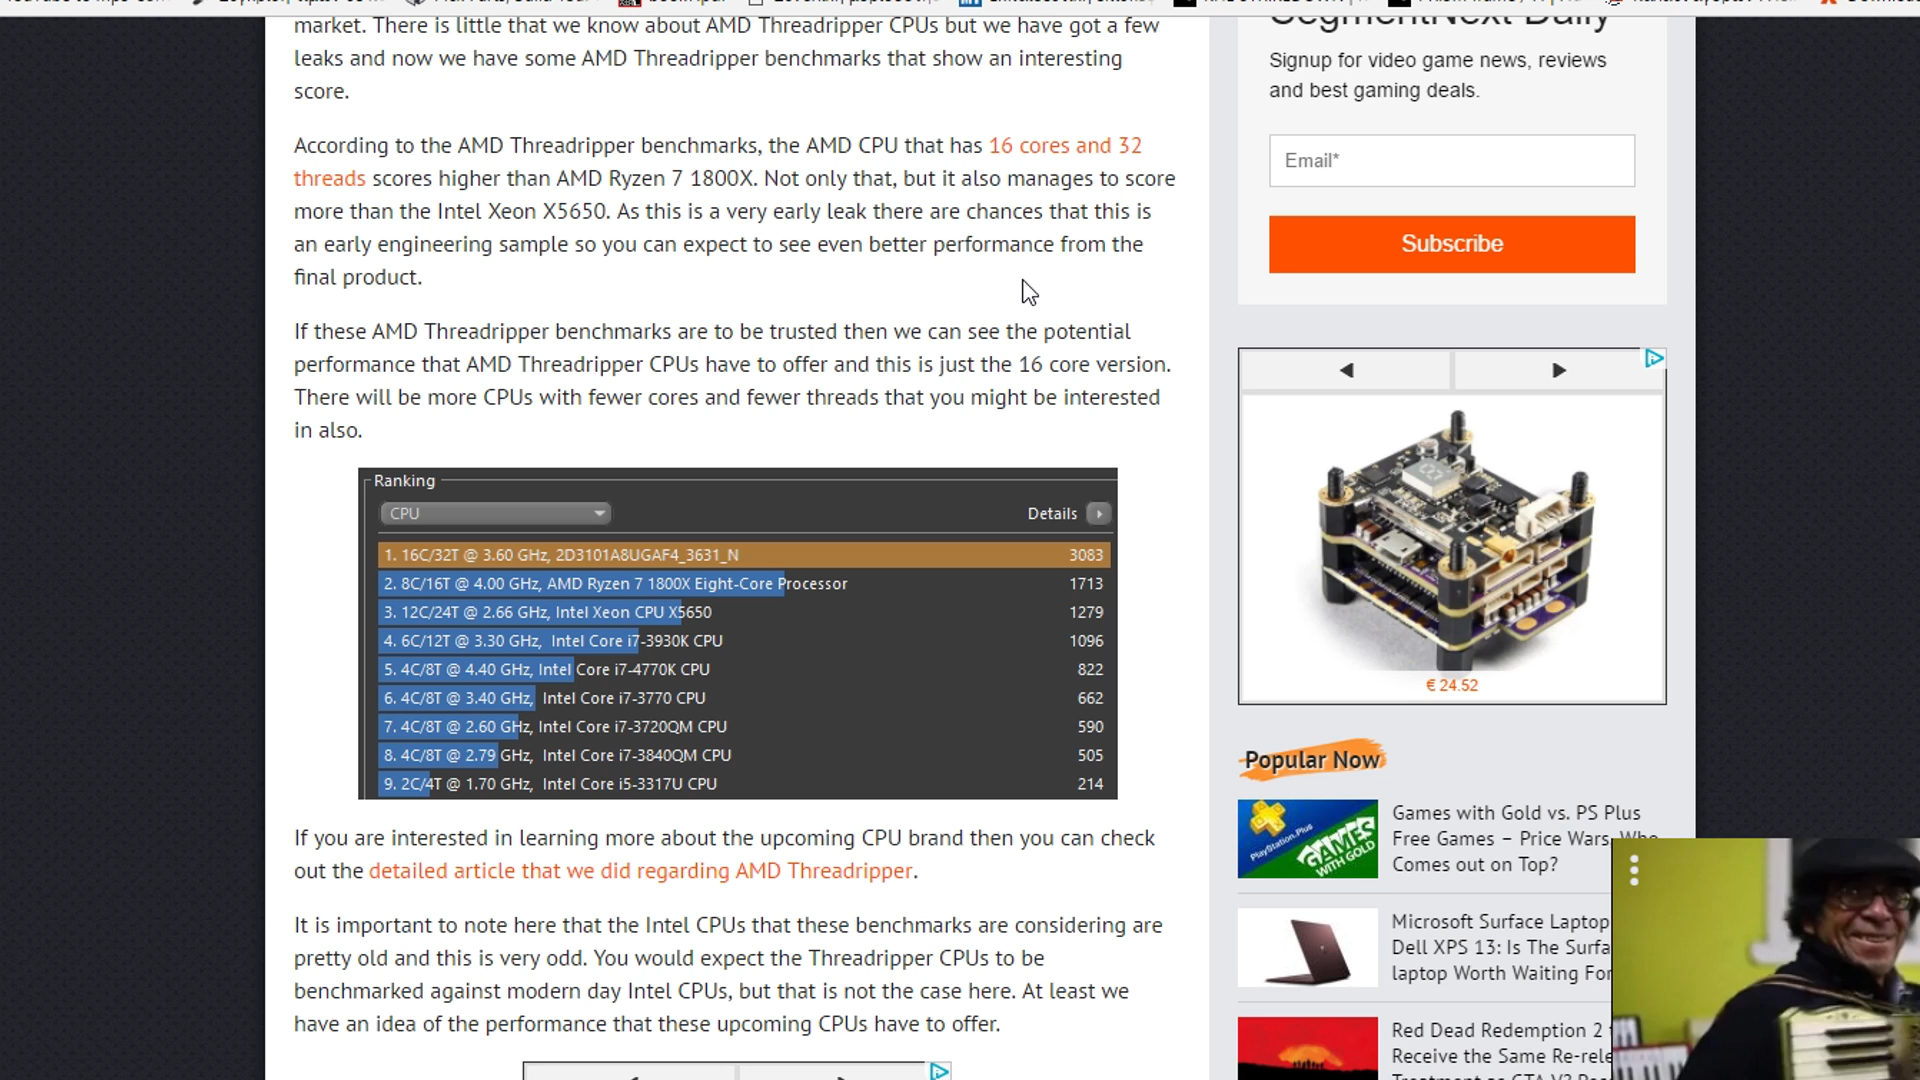 market. There is little that we know about AMD Threadripper CPUs but we have got a few
leaks and now we have some AMD Threadripper benchmarks that show an interesting
score.
According to the AMD Threadripper benchmarks, the AMD CPU that has 16 cores and 32
threads scores higher than AMD Ryzen 7 1800X. Not only that, but it also manages to score
more than the Intel Xeon X5650. As this is a very early leak there are chances that this is
an early engineering sample so you can expect to see even better performance from the
final product.
If these AMD Threadripper benchmarks are to be trusted then we can see the potential
performance that AMD Threadripper CPUs have to offer and this is just the 16 core version.
There will be more CPUs with fewer cores and fewer threads that you might be interested
in also.
Ranking
CPU
Details
1. 16C/32T @ 3.60 GHz, 2D3101A8UGAF4_3631_N 3083
2. 8C/16T @ 4.00 GHz, AMD Ryzen 7 1800X Eight-Core Processor 1713
3. 12C/24T @ 2.66 GHz, Intel Xeon CPU X5650 1279
4. 6C/12T @ 3.30 GHz, Intel Core i7-3930K CPU 1096
5. 4C/8T @ 4.40 GHz, Intel Core i7-4770K CPU 822
6. 4C/8T @ 3.40 GHz, Intel Core i7-3770 CPU 662
7. 4C/8T @ 2.60 GHz, Intel Core i7-3720QM CPU 590
8. 4C/8T @ 2.79 GHz, Intel Core i7-3840QM CPU 505
9. 2C/4T @ 1.70 GHz, Intel Core i5-3317U CPU 214
If you are interested in learning more about the upcoming CPU brand then you can check
out the detailed article that we did regarding AMD Threadripper.
It is important to note here that the Intel CPUs that these benchmarks are considering are
pretty old and this is very odd. You would expect the Threadripper CPUs to be
benchmarked against modern day Intel CPUs, but that is not the case here. At least we
have an idea of the performance that these upcoming CPUs have to offer.
SegmentNext Daily
Signup for video game news, reviews
and best gaming deals.
Email*
Subscribe
€ 24.52
Popular Now
PlayStation Plus
GAMES
WITH GOLD
Games with Gold vs. PS Plus
Free Games – Price Wars, Who
Comes out on Top?
Microsoft Surface Laptop
Dell XPS 13: Is The Surfa
laptop Worth Waiting For
Red Dead Redemption 2
Receive the Same Re-rele